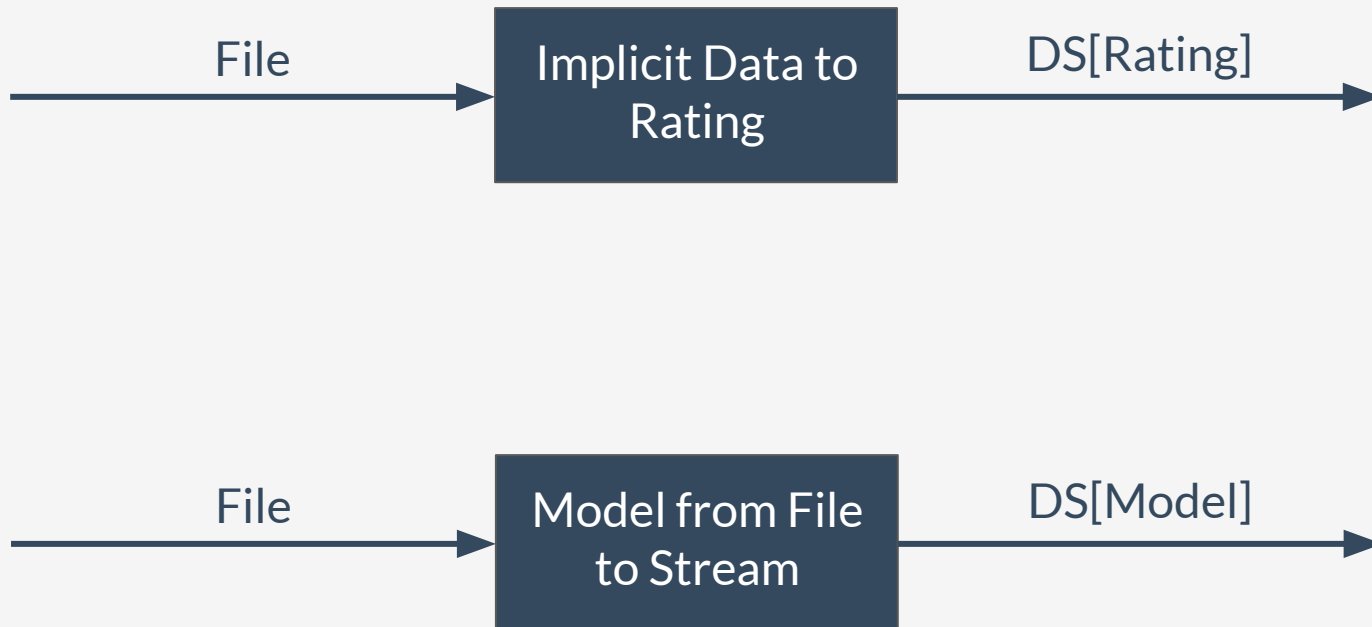 File
Implicit Data to
Rating
DS[Rating]
File
Model from File
to Stream
DS[Model]